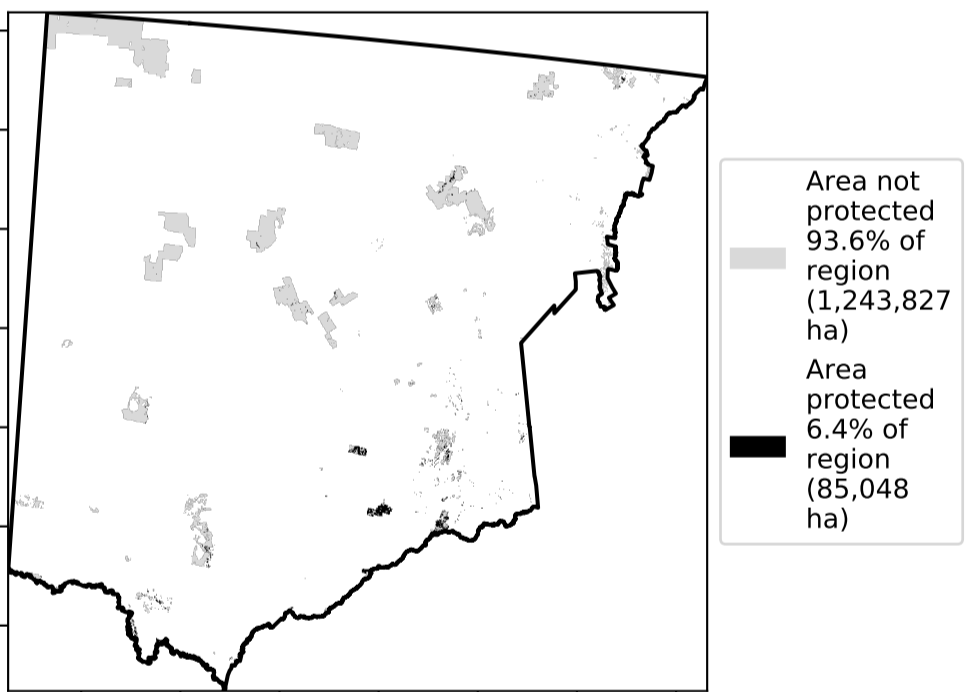 Area not
protected
93.6% of
region
(1,243,827
ha)
Area
protected
6.4% of
region
(85,048
ha)